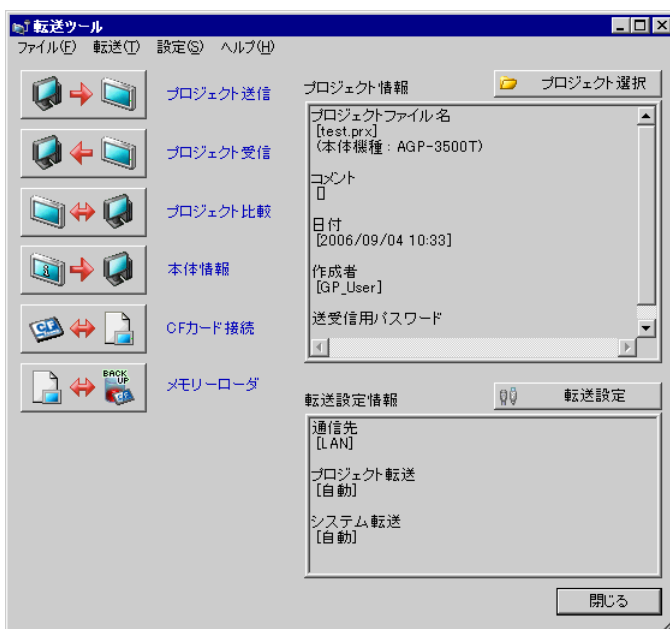 転送ツール
ファイル(F) 転送(T) 設定(S) ヘルプ(H)
プロジェクト送信
プロジェクト受信
プロジェクト比較
本体情報
CFカード接続
BACK
UP
メモリーローダ
プロジェクト情報
プロジェクト選択
プロジェクトファイル名
[test.prx]
(本体機種：AGP-3500T)
コメント
[]
日付
[2006/09/04 10:33]
作成者
[GP_User]
送受信用パスワード
転送設定情報
転送設定
通信先
[LAN]
プロジェクト転送
[自動]
システム転送
[自動]
閉じる